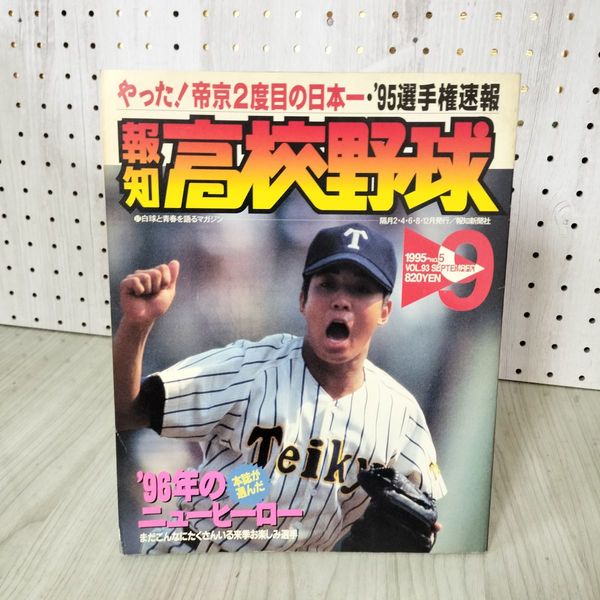 やった!帝京2度目の日本一・'95選手権速報
報知高校野球
白球と青春を語るマガジン
隔月2・4・6・8・12月発行/報知新聞社
1995-NO.5
VOL.93 SEPTEMBER
820YEN
9
T
Teikyo
'96年の
本誌が
選んだ
ニューヒーロー
まだこんなにたくさんいる来季お楽しみ選手